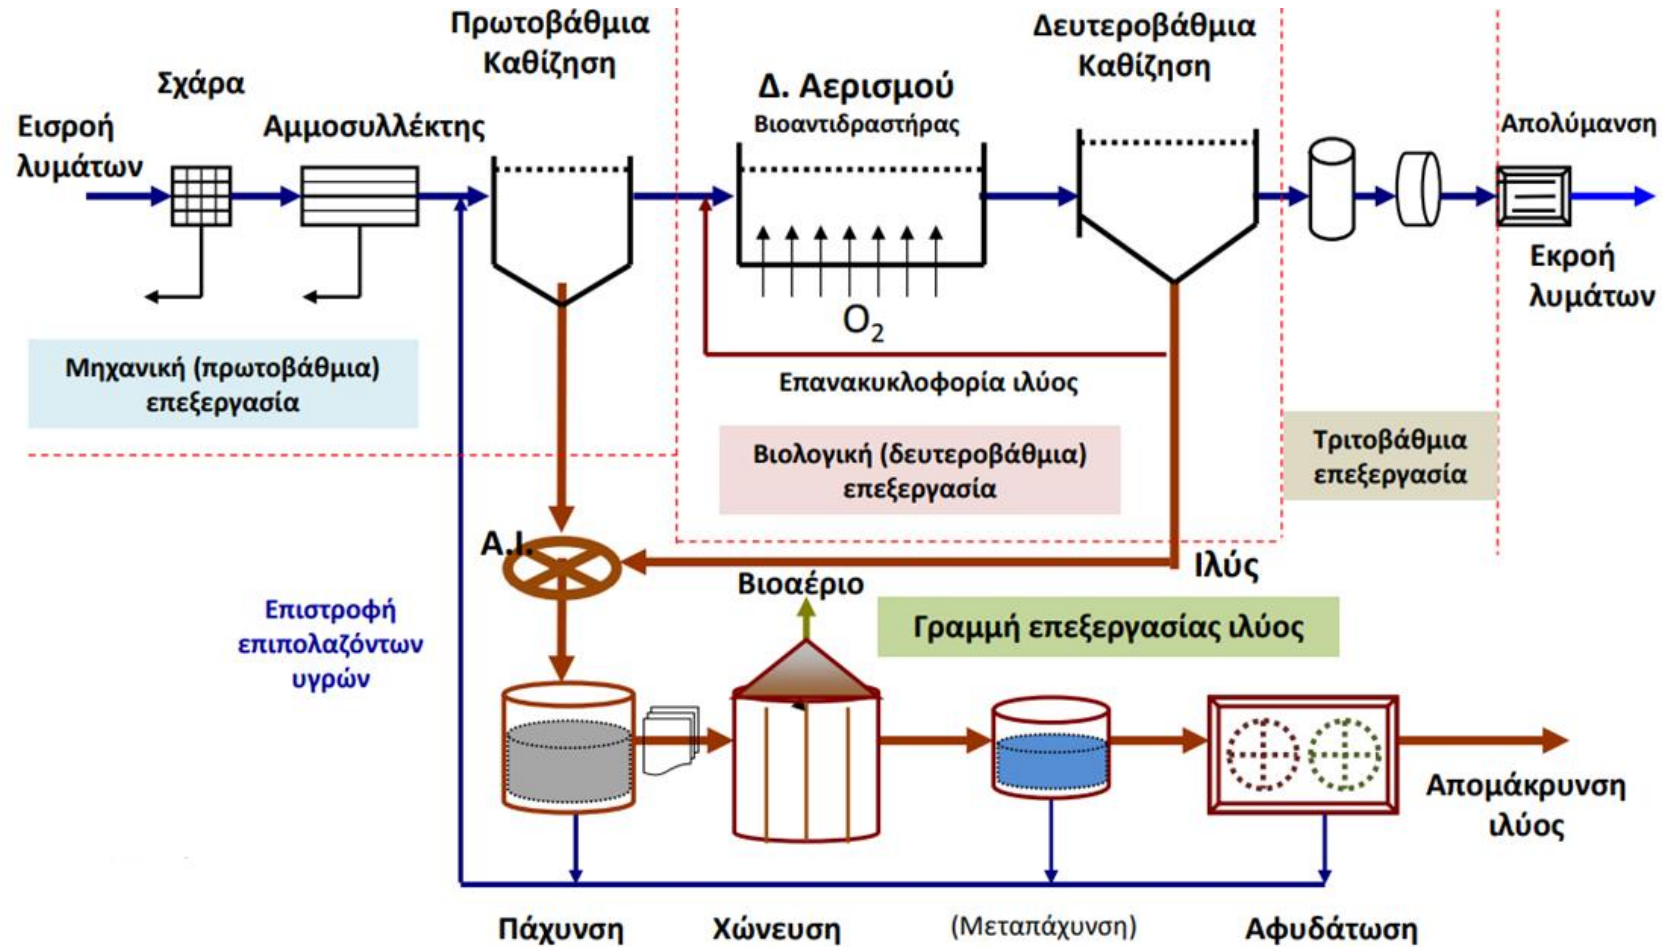 Πρωτοβάθμια
Καθίζηση
Δευτεροβάθμια
Καθίζηση
Σχάρα
Δ. Αερισμού
Βιοαντιδραστήρας
Εισροή
λυμάτων
Αμμοσυλλέκτης
Απολύμανση
Εκροή
λυμάτων
O2
Μηχανική (πρωτοβάθμια)
επεξεργασία
Επανακυκλοφορία ιλύος
Βιολογική (δευτεροβάθμια)
επεξεργασία
Τριτοβάθμια
επεξεργασία
Α.Ι.
Ιλύς
Βιοαέριο
Επιστροφή
επιπολαζόντων
υγρών
Γραμμή επεξεργασίας ιλύος
Απομάκρυνση
ιλύος
Πάχυνση
Χώνευση
(Μεταπάχυνση)
Αφυδάτωση